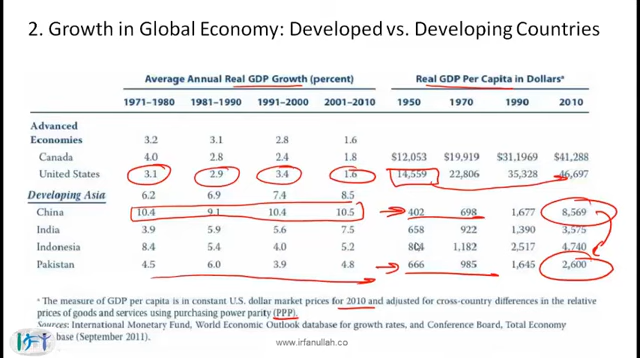 2. Growth in Global Economy: Developed vs. Developing Countries
Average Annual Real GDP Growth (percent) Real GDP Per Capita in Dollars*
1971–1980 1981–1990 1991–2000 2001–2010 1950 1970 1990 2010
Advanced
Economies 3.2 3.1 2.8 1.6
Canada 4.0 2.8 2.4 1.8 $12,053 $19,919 $31,1969 $41,288
United States 3.1 2.9 3.4 1.6 14,559 22,806 35,328 46,697
Developing Asia 6.2 6.9 7.4 8.5
China 10.4 9.1 10.4 10.5 402 698 1,677 8,569
India 3.9 5.9 5.6 7.5 658 922 1,390 3,575
Indonesia 8.4 5.4 4.0 5.2 804 1,182 2,517 4,740
Pakistan 4.5 6.0 3.9 4.8 666 985 1,645 2,600
* The measure of GDP per capita is in constant U.S. dollar market prices for 2010 and adjusted for cross-country differences in the relative
prices of goods and services using purchasing power parity (PPP).
Sources: International Monetary Fund, World Economic Outlook database for growth rates, and Conference Board, Total Economy
base (September 2011).
www.irfanullah.co